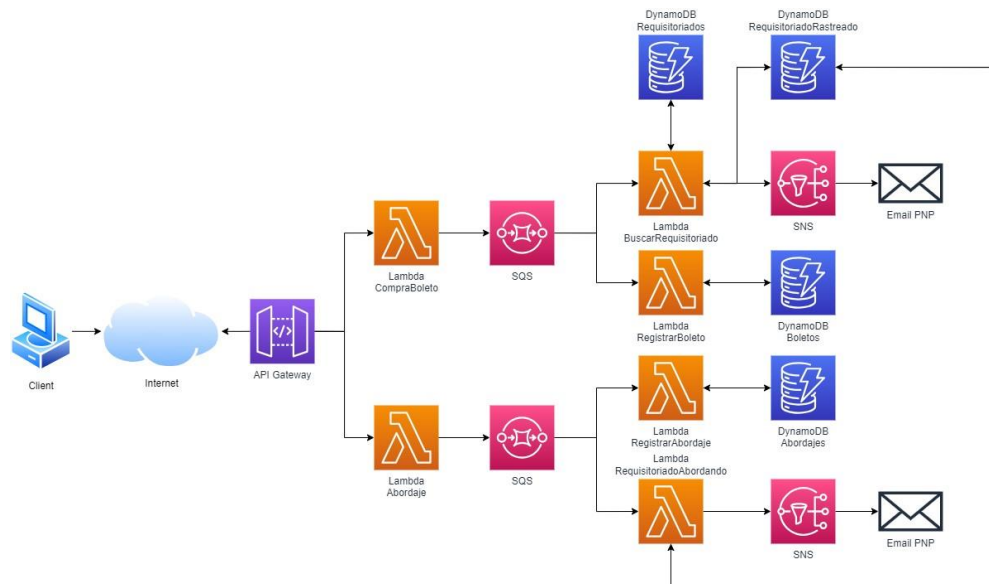 DynamoDB
Requisitoriados
DynamoDB
RequisitoriadoRastreado
Lambda
BuscarRequisitoriado
SNS
Email PNP
Lambda
CompraBoleto
SQS
Lambda
RegistrarBoleto
DynamoDB
Boletos
Client
Internet
API Gateway
Lambda
RegistrarAbordaje
DynamoDB
Abordajes
Lambda
Abordaje
SQS
Lambda
RequisitoriadoAbordando
SNS
Email PNP